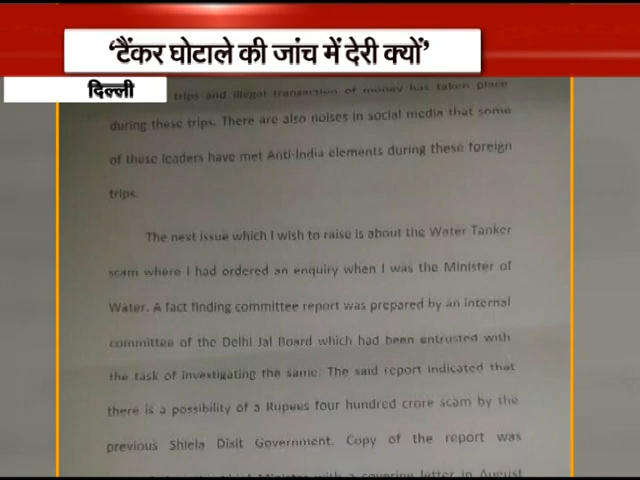 ‘टैंकर घोटाले की जांच में देरी क्यों’
दिल्ली
trips and illegal transaction of money has taken place
during these trips. There are also noises in social media that some
of these leaders have met Anti-India elements during these foreign
trips.
The next issue which I wish to raise is about the Water Tanker
scam where I had ordered an enquiry when I was the Minister of
Water. A fact finding committee report was prepared by an internal
committee of the Delhi Jal Board which had been entrusted with
the task of investigating the same. The said report indicated that
there is a possibility of a Rupees four hundred crore scam by the
previous Shiela Dixit Government. Copy of the report was
Minister with a covering letter in August